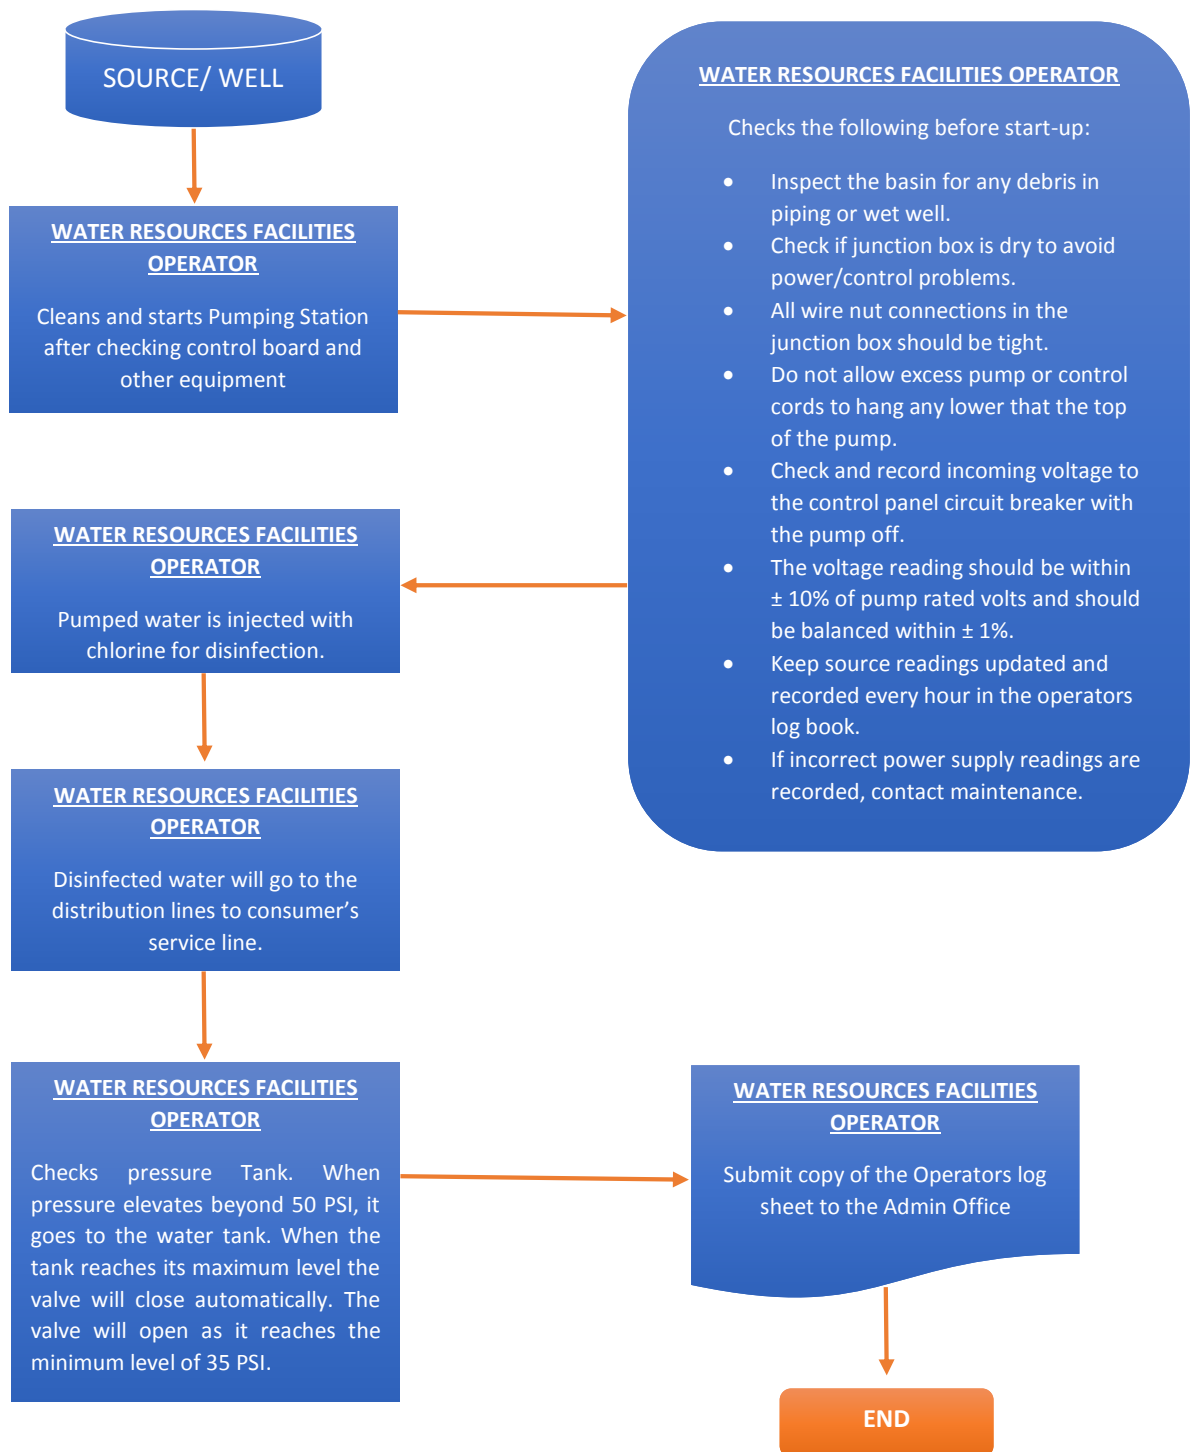 SOURCE/ WELL
WATER RESOURCES FACILITIES
OPERATOR
Cleans and starts Pumping Station
after checking control board and
other equipment
WATER RESOURCES FACILITIES OPERATOR
Checks the following before start-up:
• Inspect the basin for any debris in
piping or wet well.
• Check if junction box is dry to avoid
power/control problems.
• All wire nut connections in the
junction box should be tight.
• Do not allow excess pump or control
cords to hang any lower that the top
of the pump.
• Check and record incoming voltage to
the control panel circuit breaker with
the pump off.
• The voltage reading should be within
± 10% of pump rated volts and should
be balanced within ± 1%.
• Keep source readings updated and
recorded every hour in the operators
log book.
• If incorrect power supply readings are
recorded, contact maintenance.
WATER RESOURCES FACILITIES
OPERATOR
Pumped water is injected with
chlorine for disinfection.
WATER RESOURCES FACILITIES
OPERATOR
Disinfected water will go to the
distribution lines to consumer’s
service line.
WATER RESOURCES FACILITIES
OPERATOR
Checks pressure Tank. When
pressure elevates beyond 50 PSI, it
goes to the water tank. When the
tank reaches its maximum level the
valve will close automatically. The
valve will open as it reaches the
minimum level of 35 PSI.
WATER RESOURCES FACILITIES
OPERATOR
Submit copy of the Operators log
sheet to the Admin Office
END